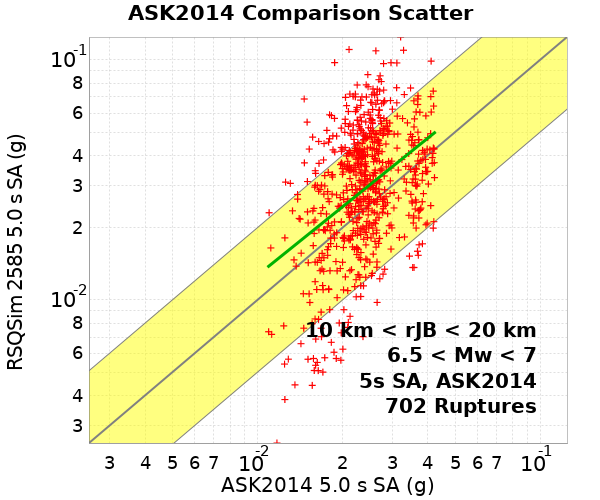 ASK2014 Comparison Scatter
RSQSim 2585 5.0 s SA (g)
10-1
8
6
4
3
2
10-2
8
6
4
3
10 km < rJB < 20 km
6.5 < Mw < 7
5s SA, ASK2014
702 Ruptures
3 4 5 6 7 10-2 2 3 4 5 6 7 10-1
ASK2014 5.0 s SA (g)